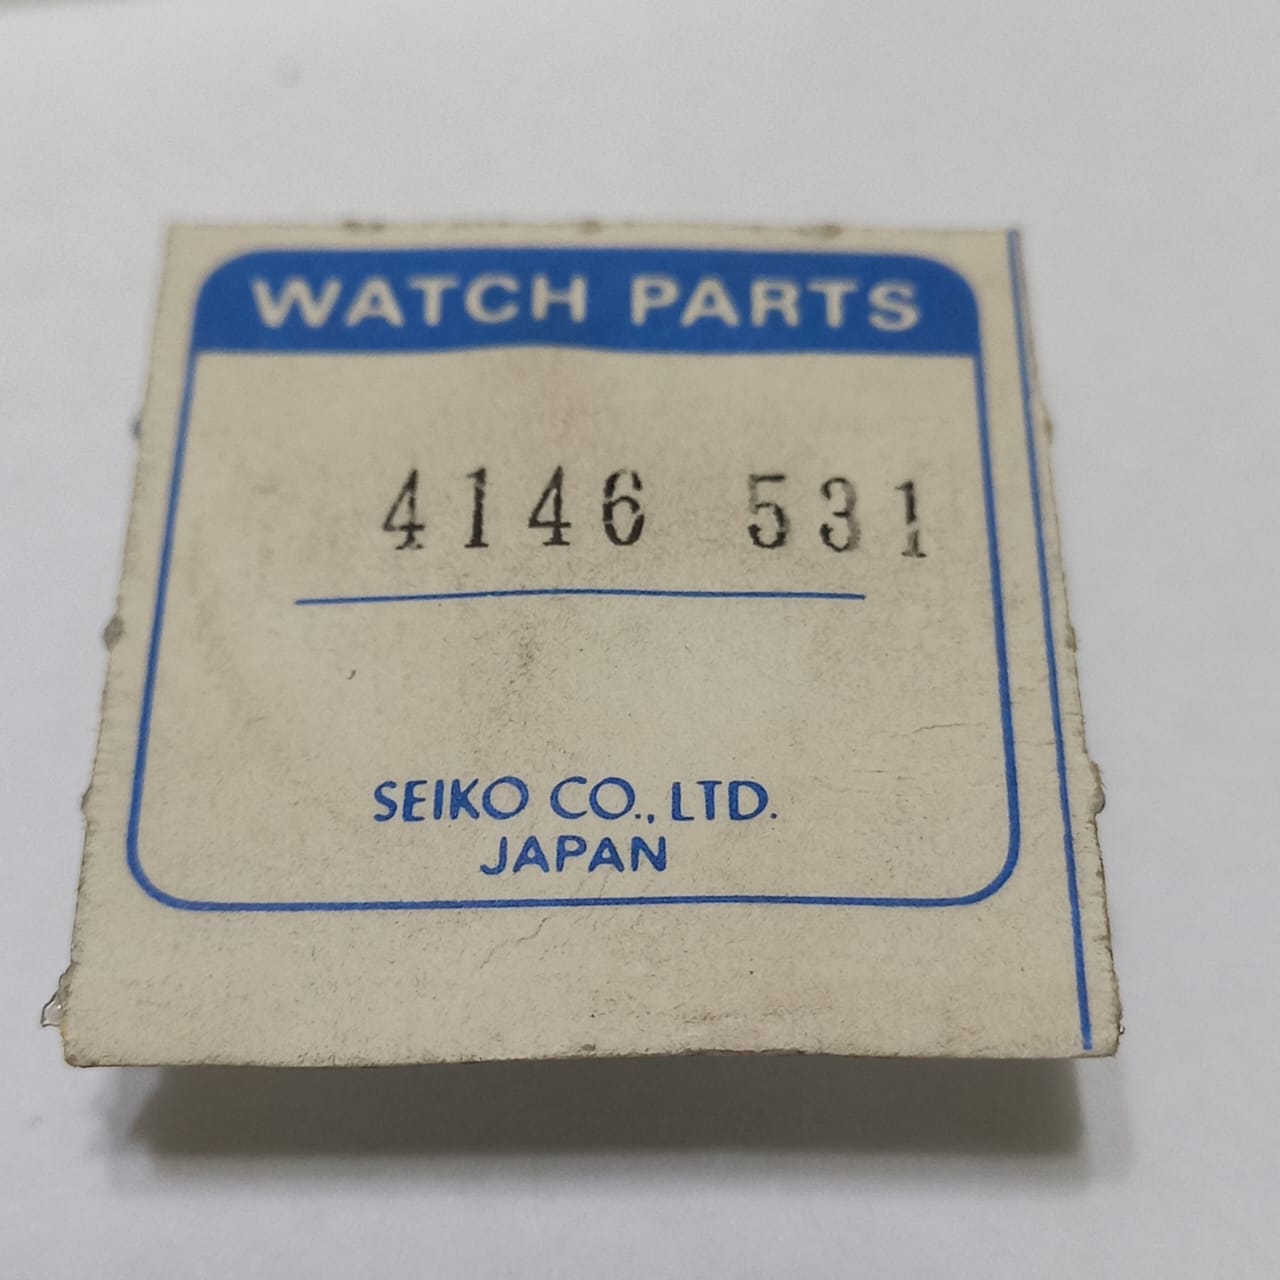 WATCH PARTS
4146 531
SEIKO CO., LTD.
JAPAN